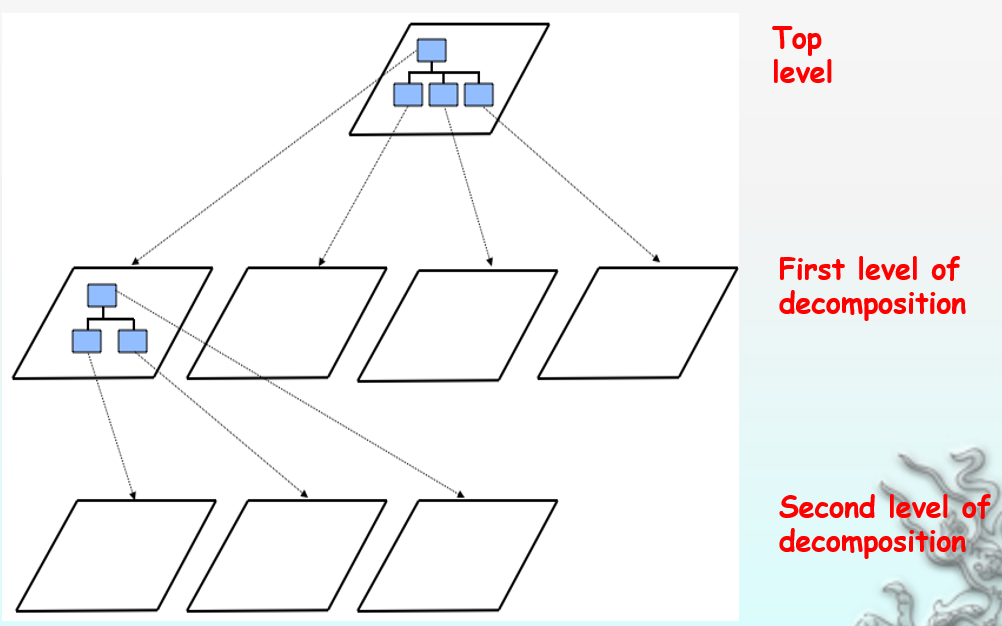 Top
level
First level of
decomposition
Second level of
decomposition